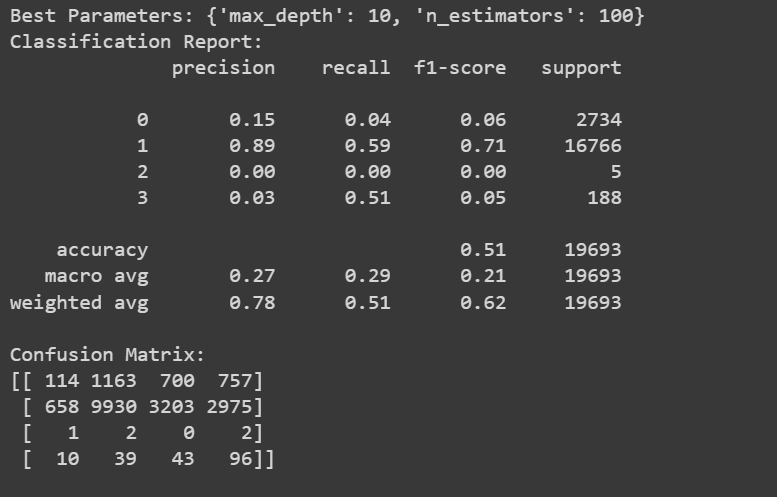 Best Parameters: {'max_depth': 10, 'n_estimators': 100}
Classification Report:
              precision    recall  f1-score   support

           0       0.15      0.04      0.06      2734
           1       0.89      0.59      0.71     16766
           2       0.00      0.00      0.00         5
           3       0.03      0.51      0.05       188

    accuracy                           0.51     19693
   macro avg       0.27      0.29      0.21     19693
weighted avg       0.78      0.51      0.62     19693

Confusion Matrix:
[[ 114 1163  700  757]
 [ 658 9930 3203 2975]
 [   1    2    0    2]
 [  10   39   43   96]]